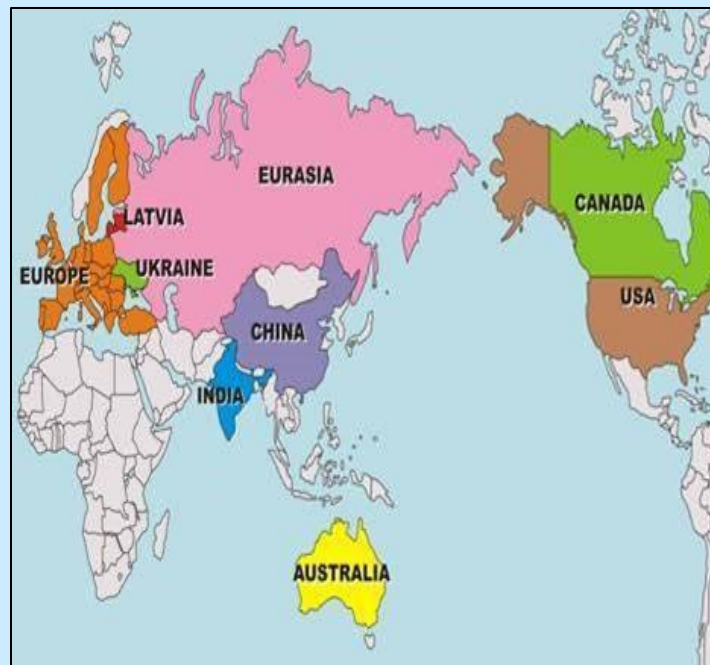 EURASIA
CANADA
LATVIA
UKRAINE
EUROPE
USA
CHINA
INDIA
AUSTRALIA